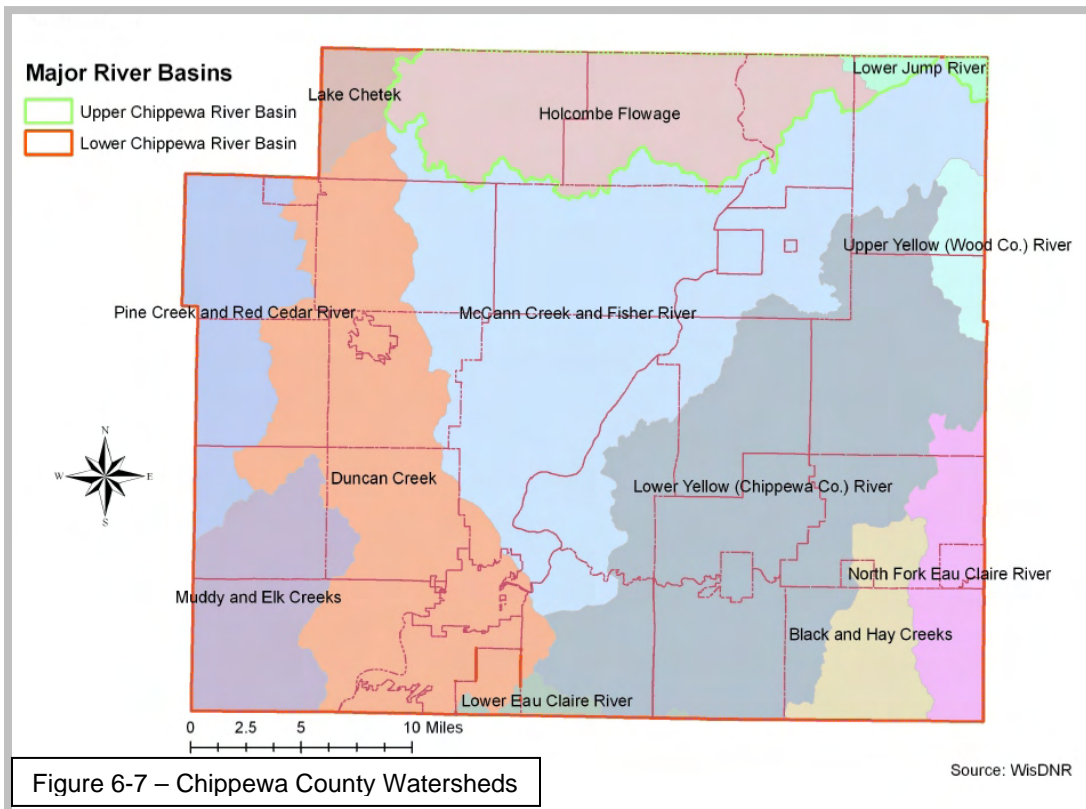 Major River Basins
Upper Chippewa River Basin
Lower Chippewa River Basin
Lower Jump River
Lake Chetek
Holcombe Flowage
Upper Yellow (Wood Co.) River
Pine Creek and Red Cedar River
McCann Creek and Fisher River
N
W
E
S
Duncan Creek
Lower Yellow (Chippewa Co.) River
North Fork Eau Claire River
Muddy and Elk Creeks
Black and Hay Creeks
Lower Eau Claire River
0 2.5 5 10 Miles
Figure 6-7 – Chippewa County Watersheds
Source: WisDNR